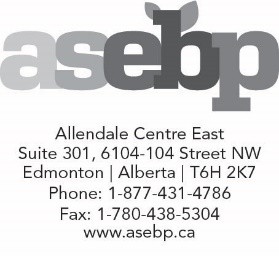 asebp
Allendale Centre East
Suite 301, 6104-104 Street NW
Edmonton | Alberta | T6H 2K7
Phone: 1-877-431-4786
Fax: 1-780-438-5304
www.asebp.ca